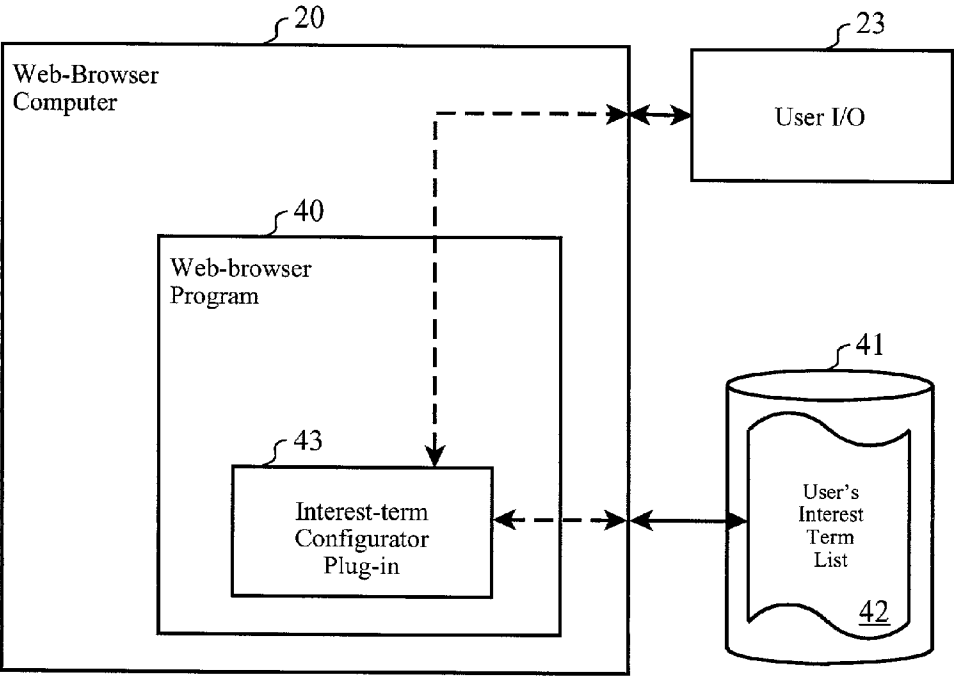 20
23
Web-Browser
Computer
User I/O
40
Web-browser
Program
41
43
Interest-term
Configurator
Plug-in
User's
Interest
Term
List
42